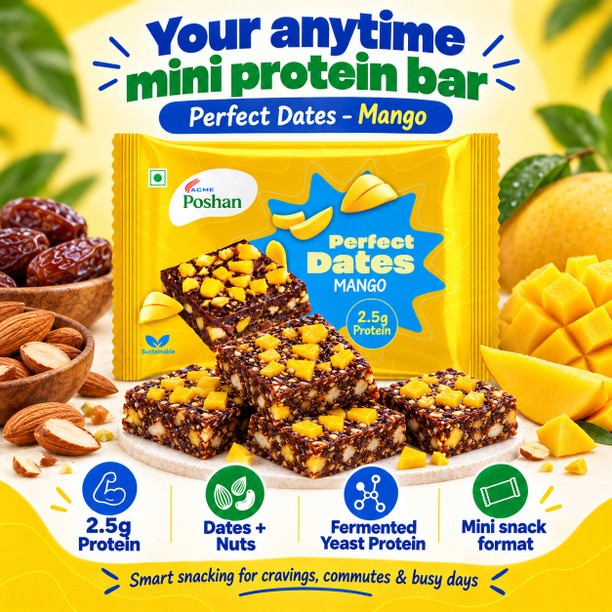 Your anytime
mini protein bar
Perfect Dates - Mango
ACME
Poshan
Perfect
Dates
MANGO
2.5g
Protein
Sustainable
2.5g
Protein
Dates +
Nuts
Fermented
Yeast Protein
Mini snack
format
Smart snacking for cravings, commutes & busy days